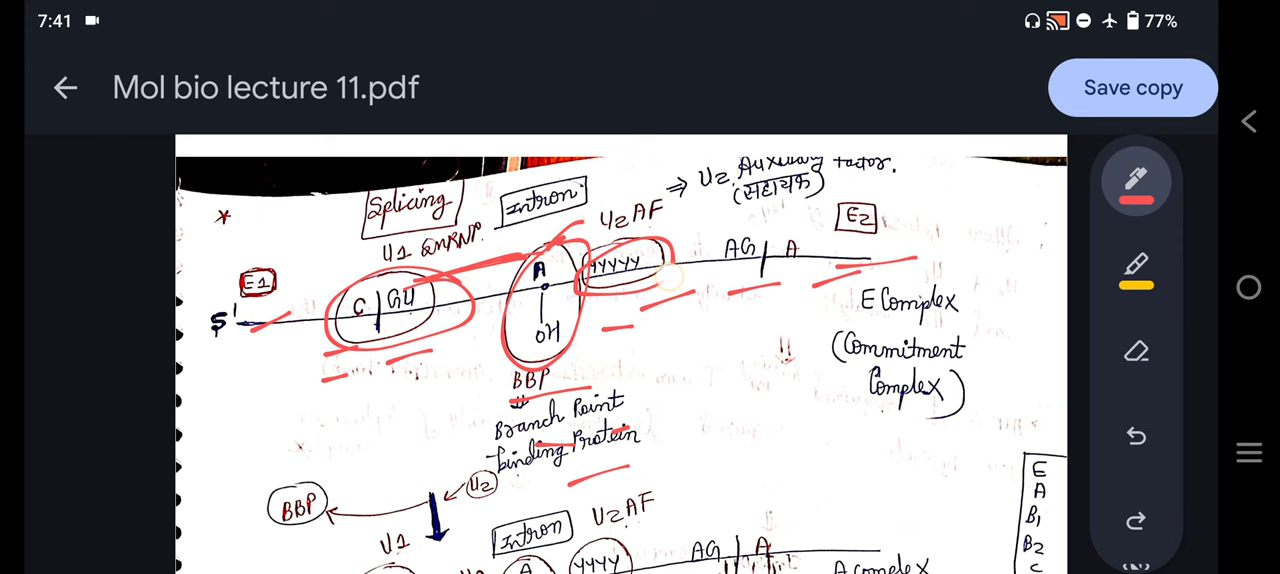 7:41
77%
Mol bio lecture 11.pdf
Save copy
Splicing
Intron
U2AF
⇒ U2 Auxiliary factor.
(सहायक)
*
U1 SnRNP.
E1
E2
5'
C | GU
A
OH
YYYYY
AG | A
E Complex
(Commitment
Complex)
BBP
Branch Point
-binding Protein
U2
BBP
U1
Intron
U2AF
A
YYYY
AG | A
A complex
E
A
B1
B2
C